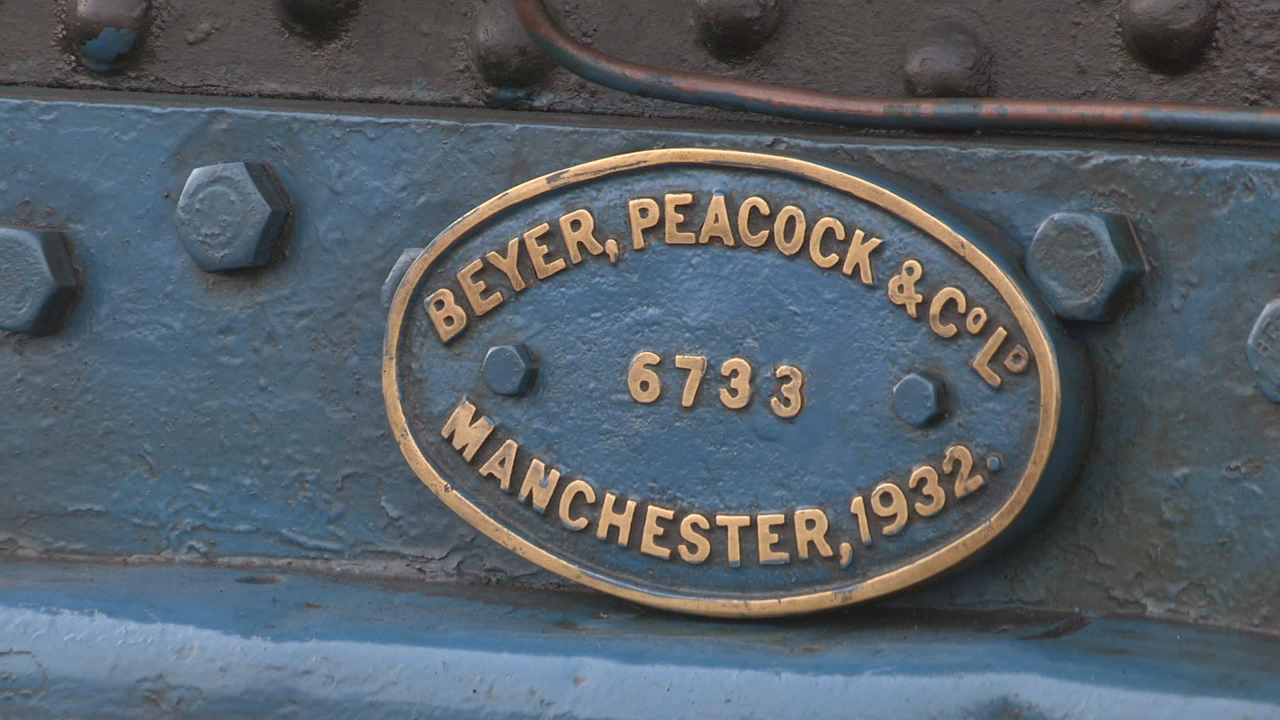 BEYER, PEACOCK & Co LD
6733
MANCHESTER, 1932.